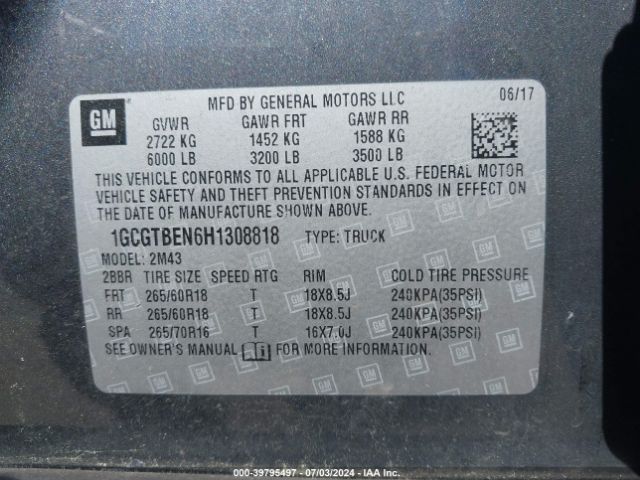 GM
MFD BY GENERAL MOTORS LLC 06/17
GVWR GAWR FRT GAWR RR
2722 KG 1452 KG 1588 KG
6000 LB 3200 LB 3500 LB
THIS VEHICLE CONFORMS TO ALL APPLICABLE U.S. FEDERAL MOTOR
VEHICLE SAFETY AND THEFT PREVENTION STANDARDS IN EFFECT ON
THE DATE OF MANUFACTURE SHOWN ABOVE.
1GCGTBEN6H1308818 TYPE: TRUCK
MODEL: 2M43
2BBR TIRE SIZE SPEED RTG RIM COLD TIRE PRESSURE
FRT 265/60R18 T 18X8.5J 240KPA(35PSI)
RR 265/60R18 T 18X8.5J 240KPA(35PSI)
SPA 265/70R16 T 16X7.0J 240KPA(35PSI)
SEE OWNER'S MANUAL FOR MORE INFORMATION.
000-39795497 - 07/03/2024 - IAA Inc.